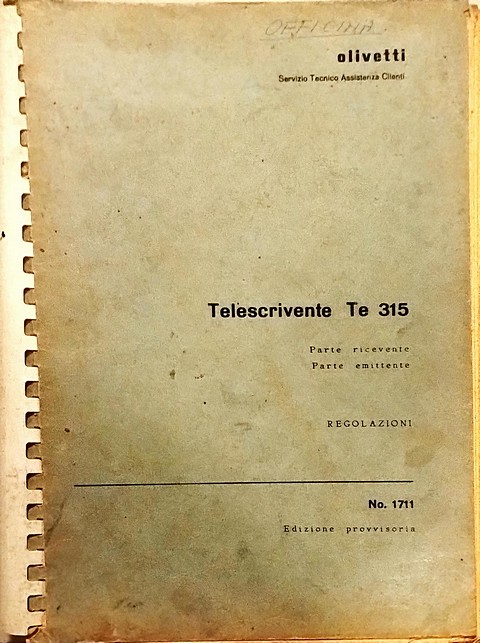 OFFICINA
olivetti
Servizio Tecnico Assistenza Clienti
Telescrivente Te 315
Parte ricevente
Parte emittente
REGOLAZIONI
No. 1711
Edizione provvisoria